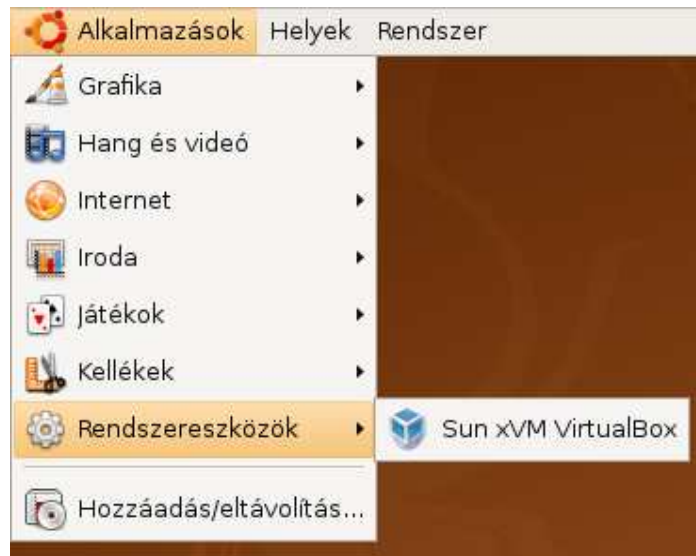 Alkalmazások Helyek Rendszer
Grafika
Hang és videó
Internet
Iroda
Játékok
Kellékek
Rendszereszközök
Sun xVM VirtualBox
Hozzáadás/eltávolítás...